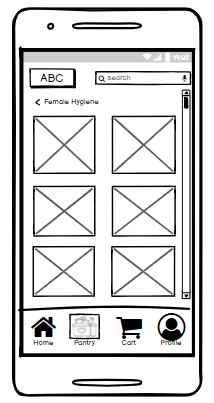 ABC
search
Female Hygiene
Home
Pantry
Cart
Profile